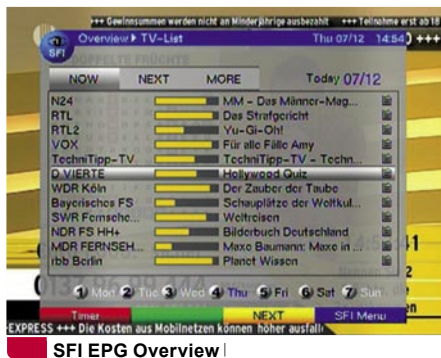 +++ Gewinnsummen werden nicht an Minderjährige ausbezahlt +++ Teilnahme erst ab 18
SFI
Overview TV-List Thu 07/12 14:54 +++
DOPPELTE FRÜCHTE
NOW NEXT MORE Today 07/12
N24 MM - Das Männer-Mag...
RTL Das Strafgericht
RTL2 Yu-Gi-Oh!
VOX Für alle Fälle Amy
TechniTipp-TV TechniTipp-TV - Techn...
D VIERTE Hollywood Quiz
WDR Köln Der Zauber der Taube
Bayerisches FS Schauplätze der Weltkul...
SWR Fernsehe... Weltreisen
NDR FS HH+ Bilderbuch Deutschland
MDR FERNSEH... Maxe Baumann: Maxe in ...
rbb Berlin Planet Wissen
1 Mon 2 Tue 3 Wed 4 Thu 5 Fri 6 Sat 7 Sun
Timer NEXT SFI Menu
EXPRESS +++ Die Kosten aus Mobilnetzen können höher ausfall
SFI EPG Overview